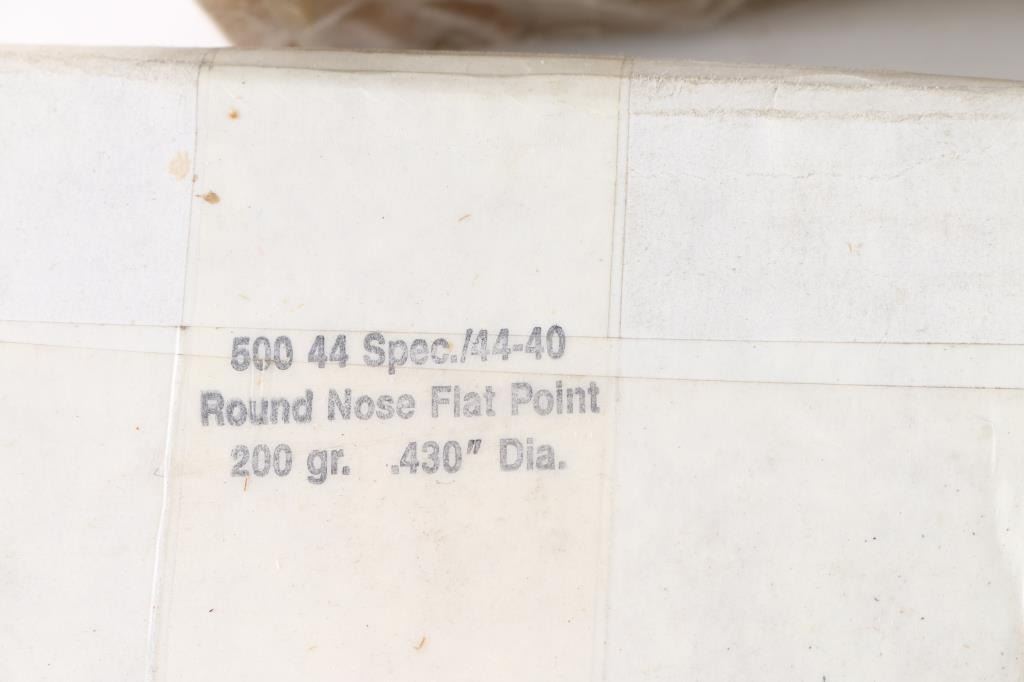 500 44 Spec./44-40
Round Nose Flat Point
200 gr. .430" Dia.